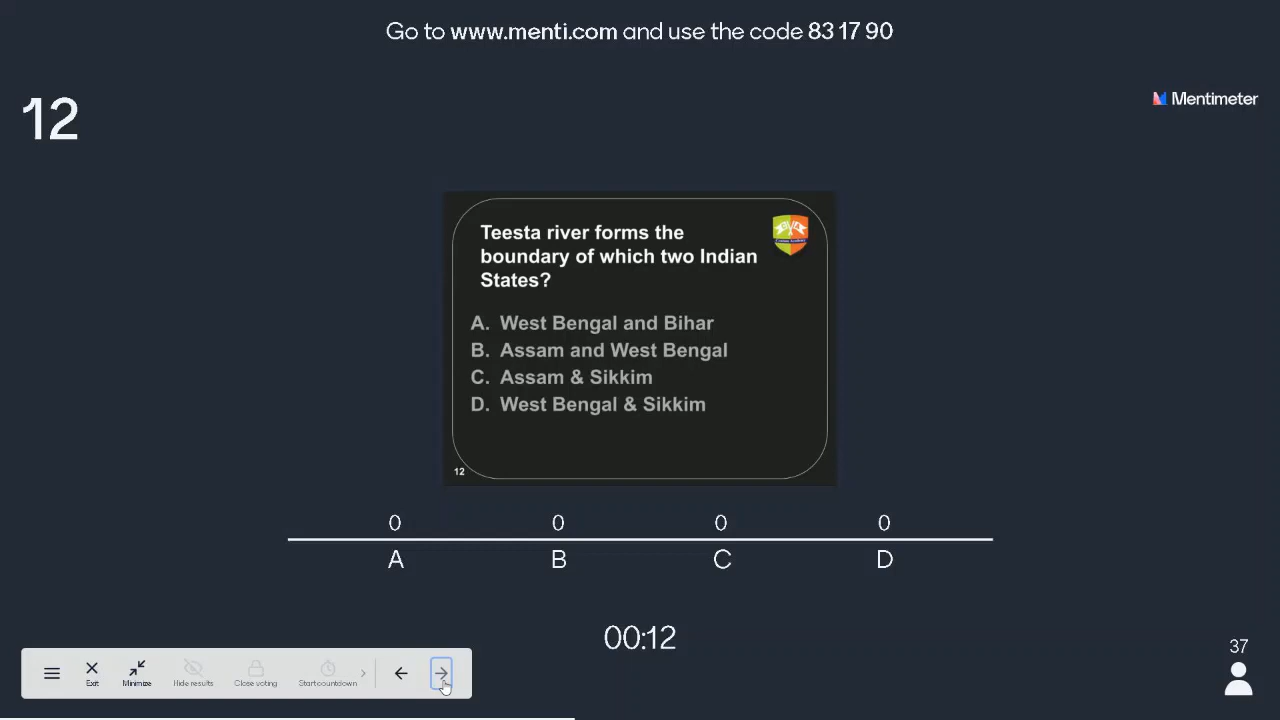 Go to www.menti.com and use the code 83 17 90
12
Mentimeter
Teesta river forms the
boundary of which two Indian
States?
A. West Bengal and Bihar
B. Assam and West Bengal
C. Assam & Sikkim
D. West Bengal & Sikkim
12
0 0 0 0
A B C D
00:12
37
Exit Minimize Hide results Close voting Start countdown